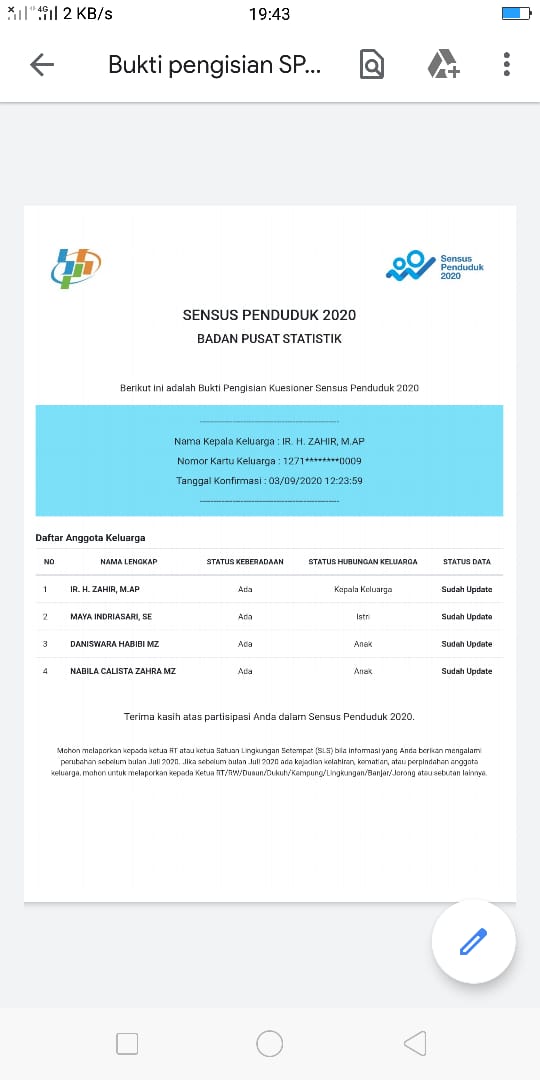 4G 2 KB/s 19:43
Bukti pengisian SP...
Sensus
Penduduk
2020
SENSUS PENDUDUK 2020
BADAN PUSAT STATISTIK
Berikut ini adalah Bukti Pengisian Kuesioner Sensus Penduduk 2020
Nama Kepala Keluarga : IR. H. ZAHIR, M.AP
Nomor Kartu Keluarga : 1271********0009
Tanggal Konfirmasi : 03/09/2020 12:23:59
Daftar Anggota Keluarga
NO NAMA LENGKAP STATUS KEBERADAAN STATUS HUBUNGAN KELUARGA STATUS DATA
1 IR. H. ZAHIR, M.AP Ada Kepala Keluarga Sudah Update
2 MAYA INDRIASARI, SE Ada Istri Sudah Update
3 DANISWARA HABIBI MZ Ada Anak Sudah Update
4 NABILA CALISTA ZAHRA MZ Ada Anak Sudah Update
Terima kasih atas partisipasi Anda dalam Sensus Penduduk 2020.
Mohon melaporkan kepada ketua RT atau ketua Satuan Lingkungan Setempat (SLS) bila informasi yang Anda berikan mengalami
perubahan sebelum bulan Juli 2020. Jika sebelum bulan Juli 2020 ada kejadian kelahiran, kematian, atau perpindahan anggota
keluarga, mohon untuk melaporkan kepada Ketua RT/RW/Dusun/Dukuh/Kampung/Lingkungan/Banjar/Jorong atau sebutan lainnya.